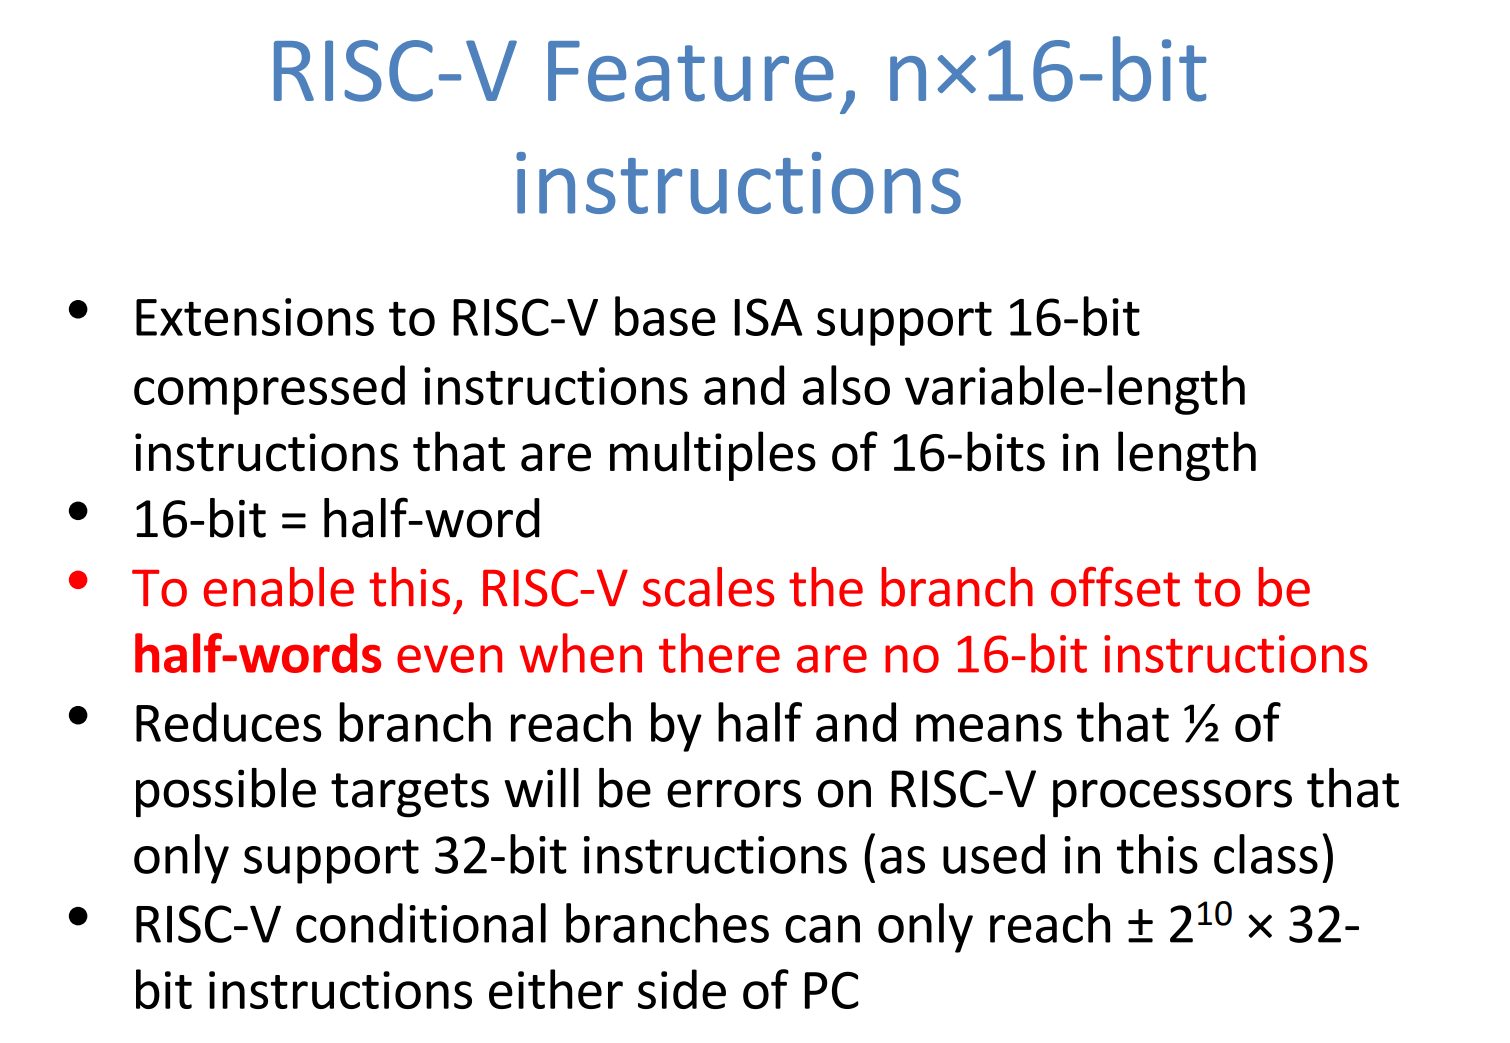 RISC-V Feature, n×16-bit
instructions
• Extensions to RISC-V base ISA support 16-bit
compressed instructions and also variable-length
instructions that are multiples of 16-bits in length
• 16-bit = half-word
• To enable this, RISC-V scales the branch offset to be
half-words even when there are no 16-bit instructions
• Reduces branch reach by half and means that ½ of
possible targets will be errors on RISC-V processors that
only support 32-bit instructions (as used in this class)
• RISC-V conditional branches can only reach ± 2¹⁰ × 32-
bit instructions either side of PC